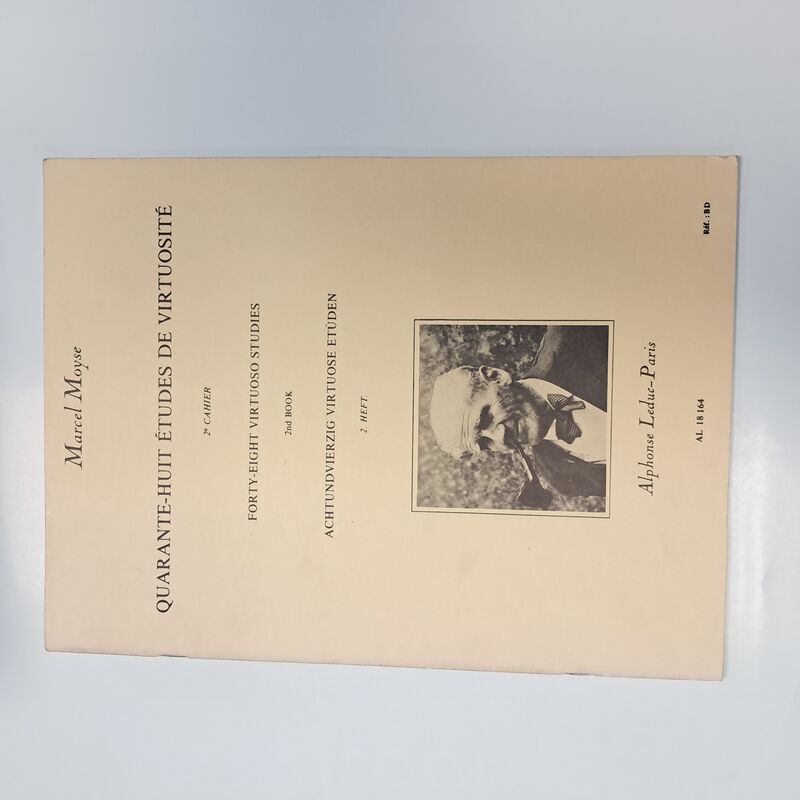 Marcel Moyse
QUARANTE-HUIT ÉTUDES DE VIRTUOSITÉ
2e CAHIER
FORTY-EIGHT VIRTUOSO STUDIES
2nd BOOK
ACHTUNDVIERZIG VIRTUOSE ETÜDEN
2. HEFT.
Alphonse Leduc-Paris
AL 18 164
Réf. : BD